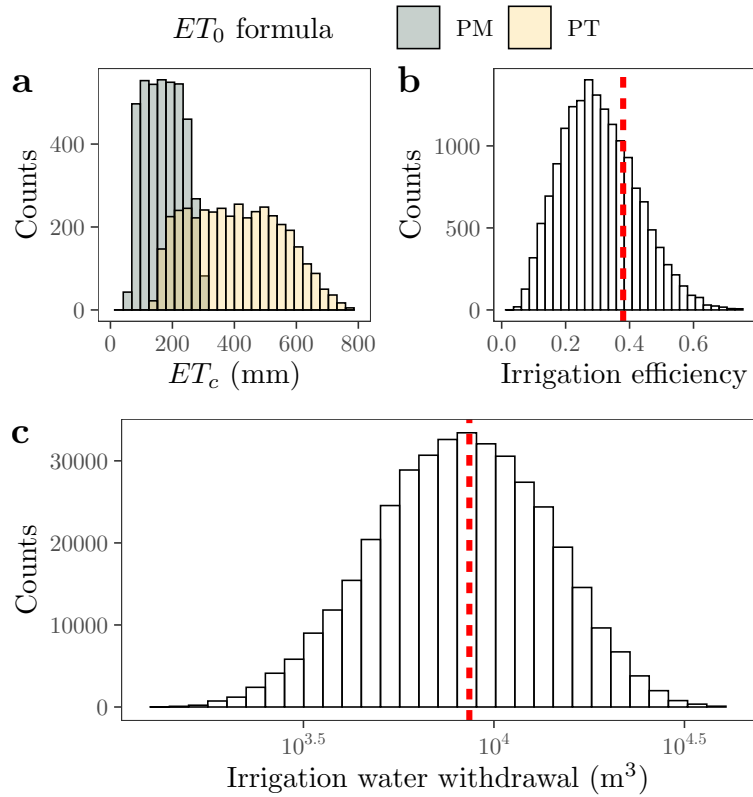 ET₀ formula PM PT
a
Counts
400
200
0
0 200 400 600 800
ET_c (mm)
b
Counts
1000
500
0
0.0 0.2 0.4 0.6
Irrigation efficiency
c
Counts
30000
20000
10000
0
10^3.5 10^4 10^4.5
Irrigation water withdrawal (m³)